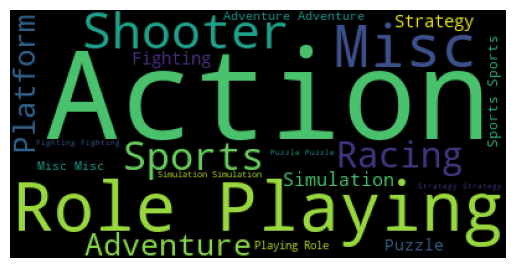 Adventure Adventure
Strategy
Shooter
Misc
Platform
Fighting
Action
Sports Sports
Fighting Fighting
Puzzle Puzzle
Sports
Racing
Misc Misc
Simulation Simulation
Simulation
Strategy Strategy
Role Playing
Adventure
Playing Role
Puzzle